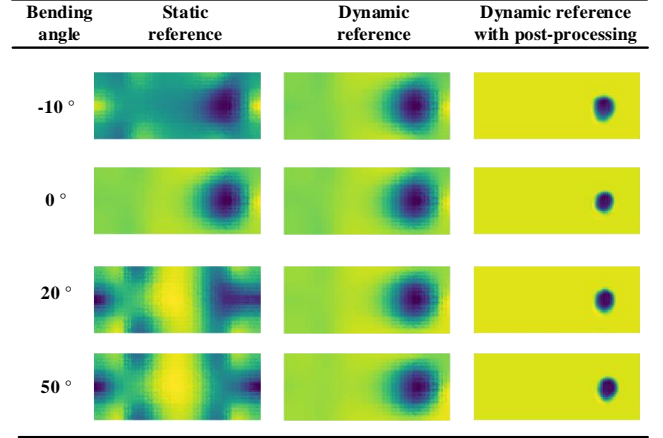 Bending angle
Static reference
Dynamic reference
Dynamic reference with post-processing
-10 °
0 °
20 °
50 °